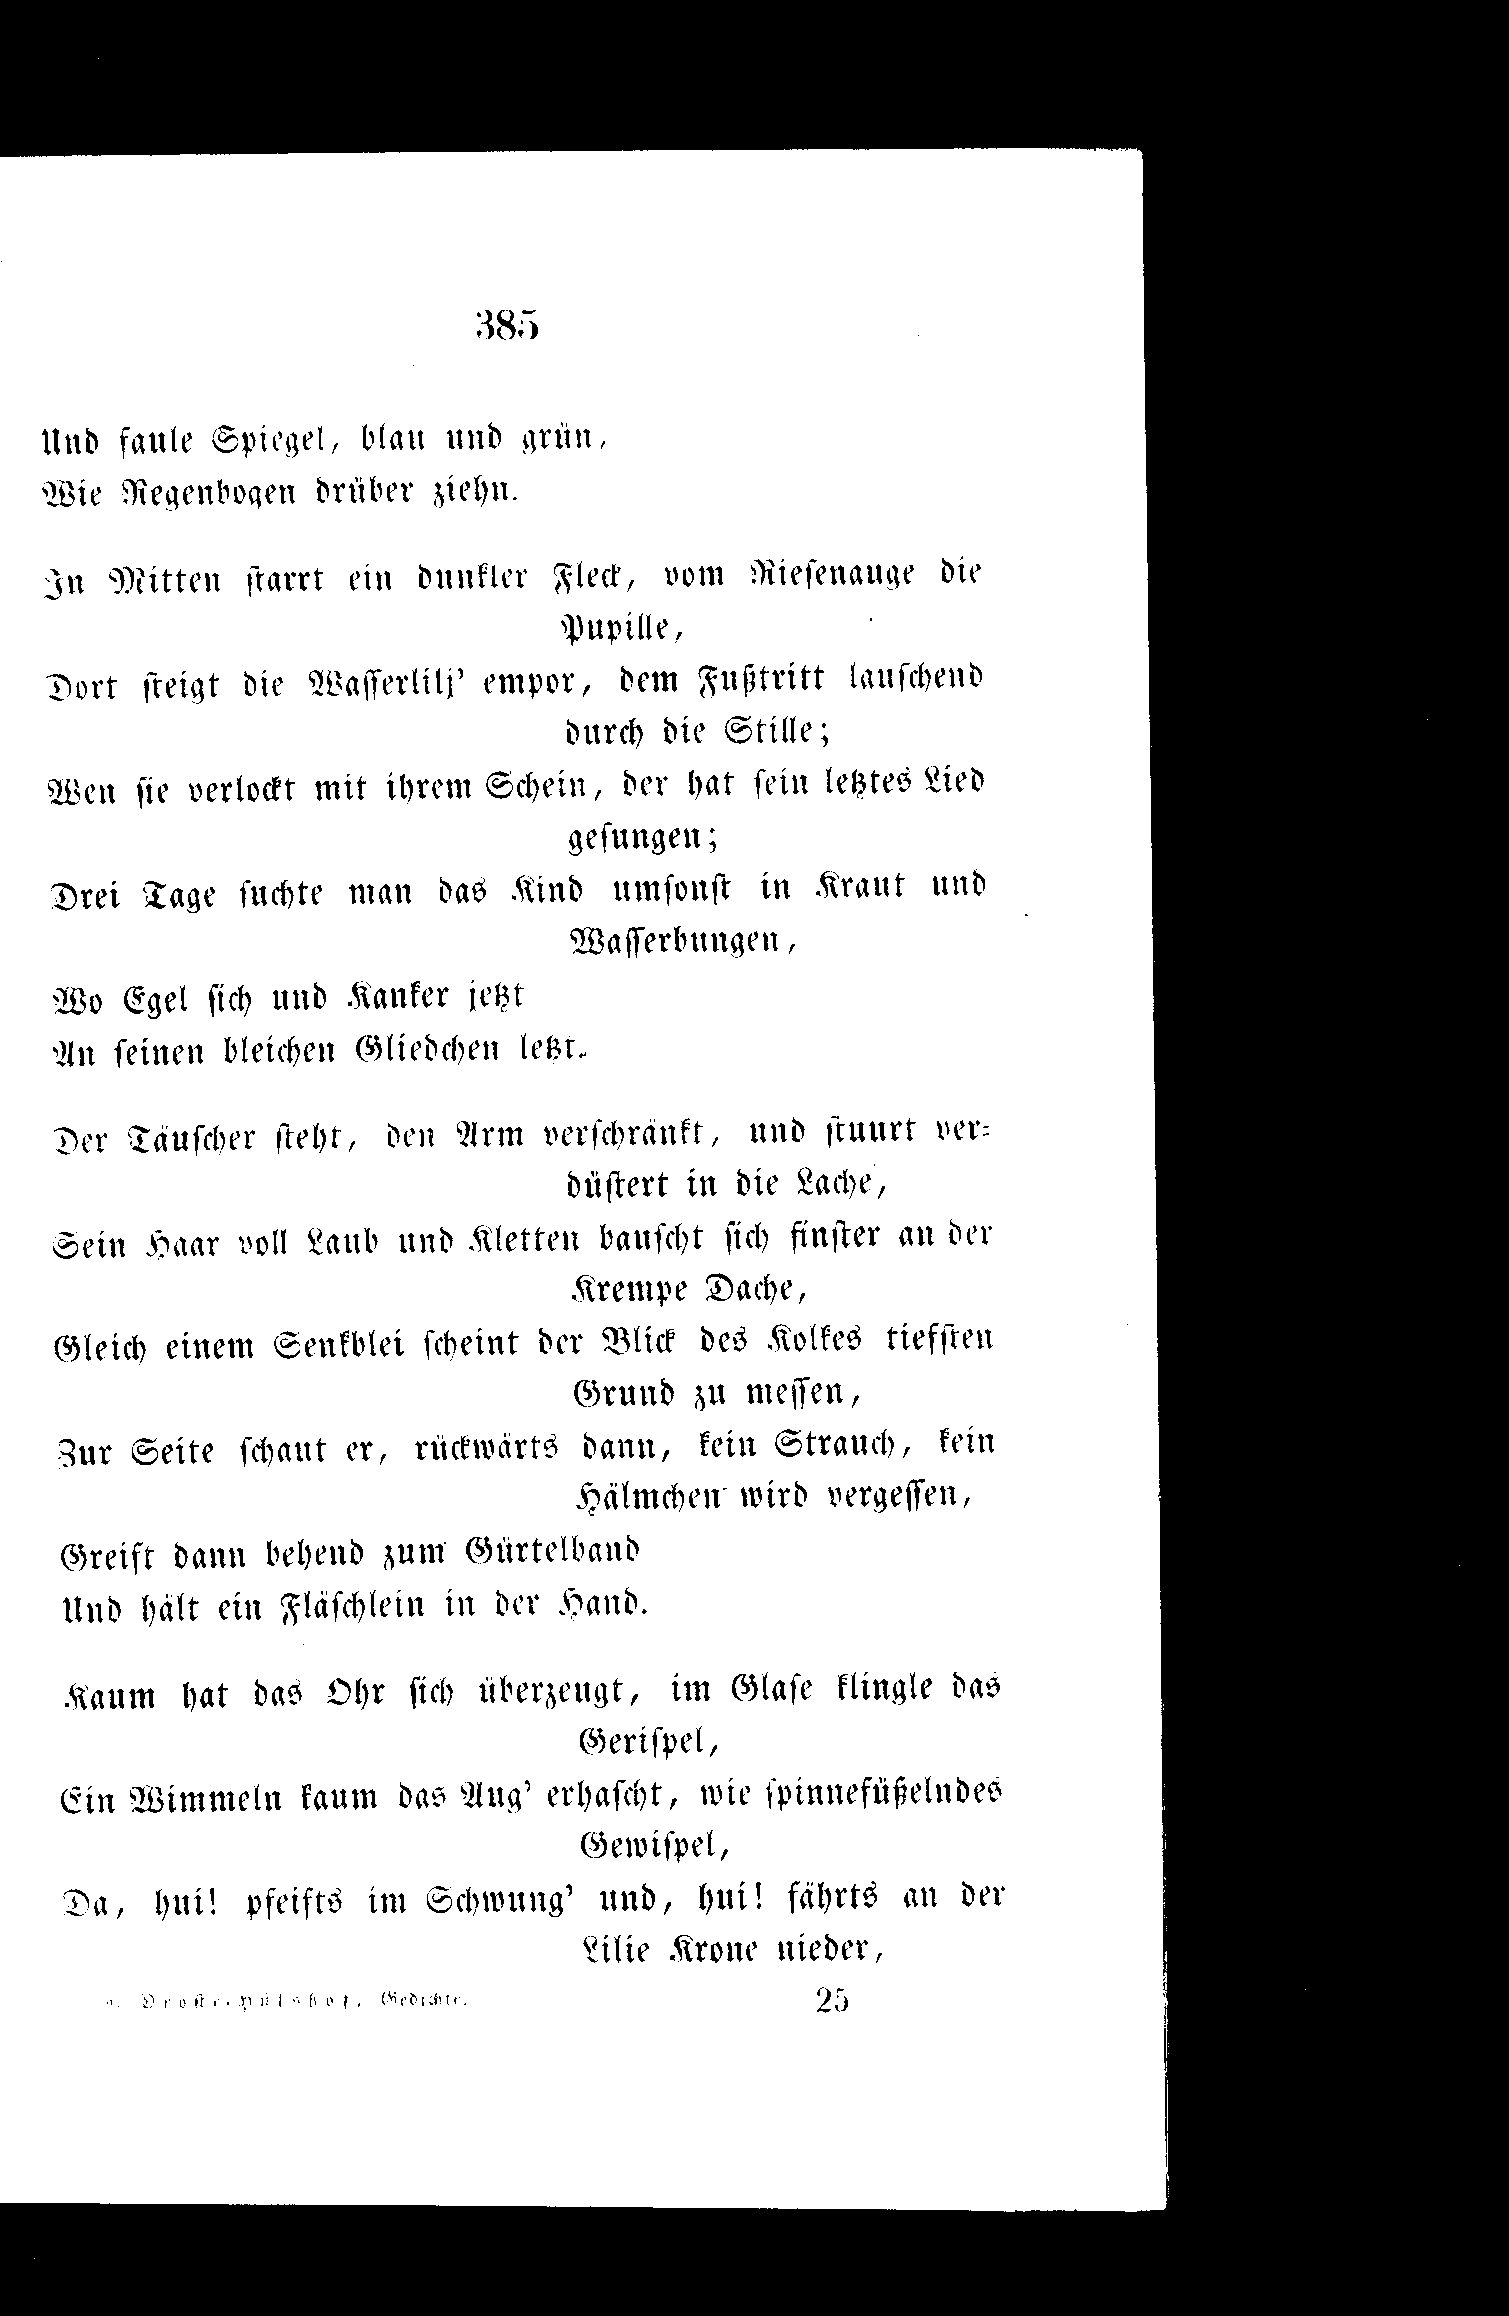 385
Und faule Spiegel, blau und grün,
Wie Regenbogen drüber ziehn.
In Mitten starrt ein dunkler Fleck, vom Riesenauge die
Pupille,
Dort steigt die Wasserlilj' empor, dem Fußtritt lauschend
durch die Stille;
Wen sie verlockt mit ihrem Schein, der hat sein letztes Lied
gesungen;
Drei Tage suchte man das Kind umsonst in Kraut und
Wasserbungen,
Wo Egel sich und Kanker jetzt
An seinen bleichen Gliedchen letzt.
Der Täuscher steht, den Arm verschränkt, und stuurt ver-
düstert in die Lache,
Sein Haar voll Laub und Kletten bauscht sich finster an der
Krempe Dache,
Gleich einem Senkblei scheint der Blick des Kolkes tiefsten
Grund zu messen,
Zur Seite schaut er, rückwärts dann, kein Strauch, kein
Hälmchen wird vergessen,
Greift dann behend zum Gürtelband
Und hält ein Fläschlein in der Hand.
Kaum hat das Ohr sich überzeugt, im Glase klingle das
Gerispel,
Ein Wimmeln kaum das Aug' erhascht, wie spinnefüßelndes
Gewispel,
Da, hui! pfeifts im Schwung' und, hui! fährts an der
Lilie Krone nieder,
v. Droste-Hülshof, Gedichte. 25